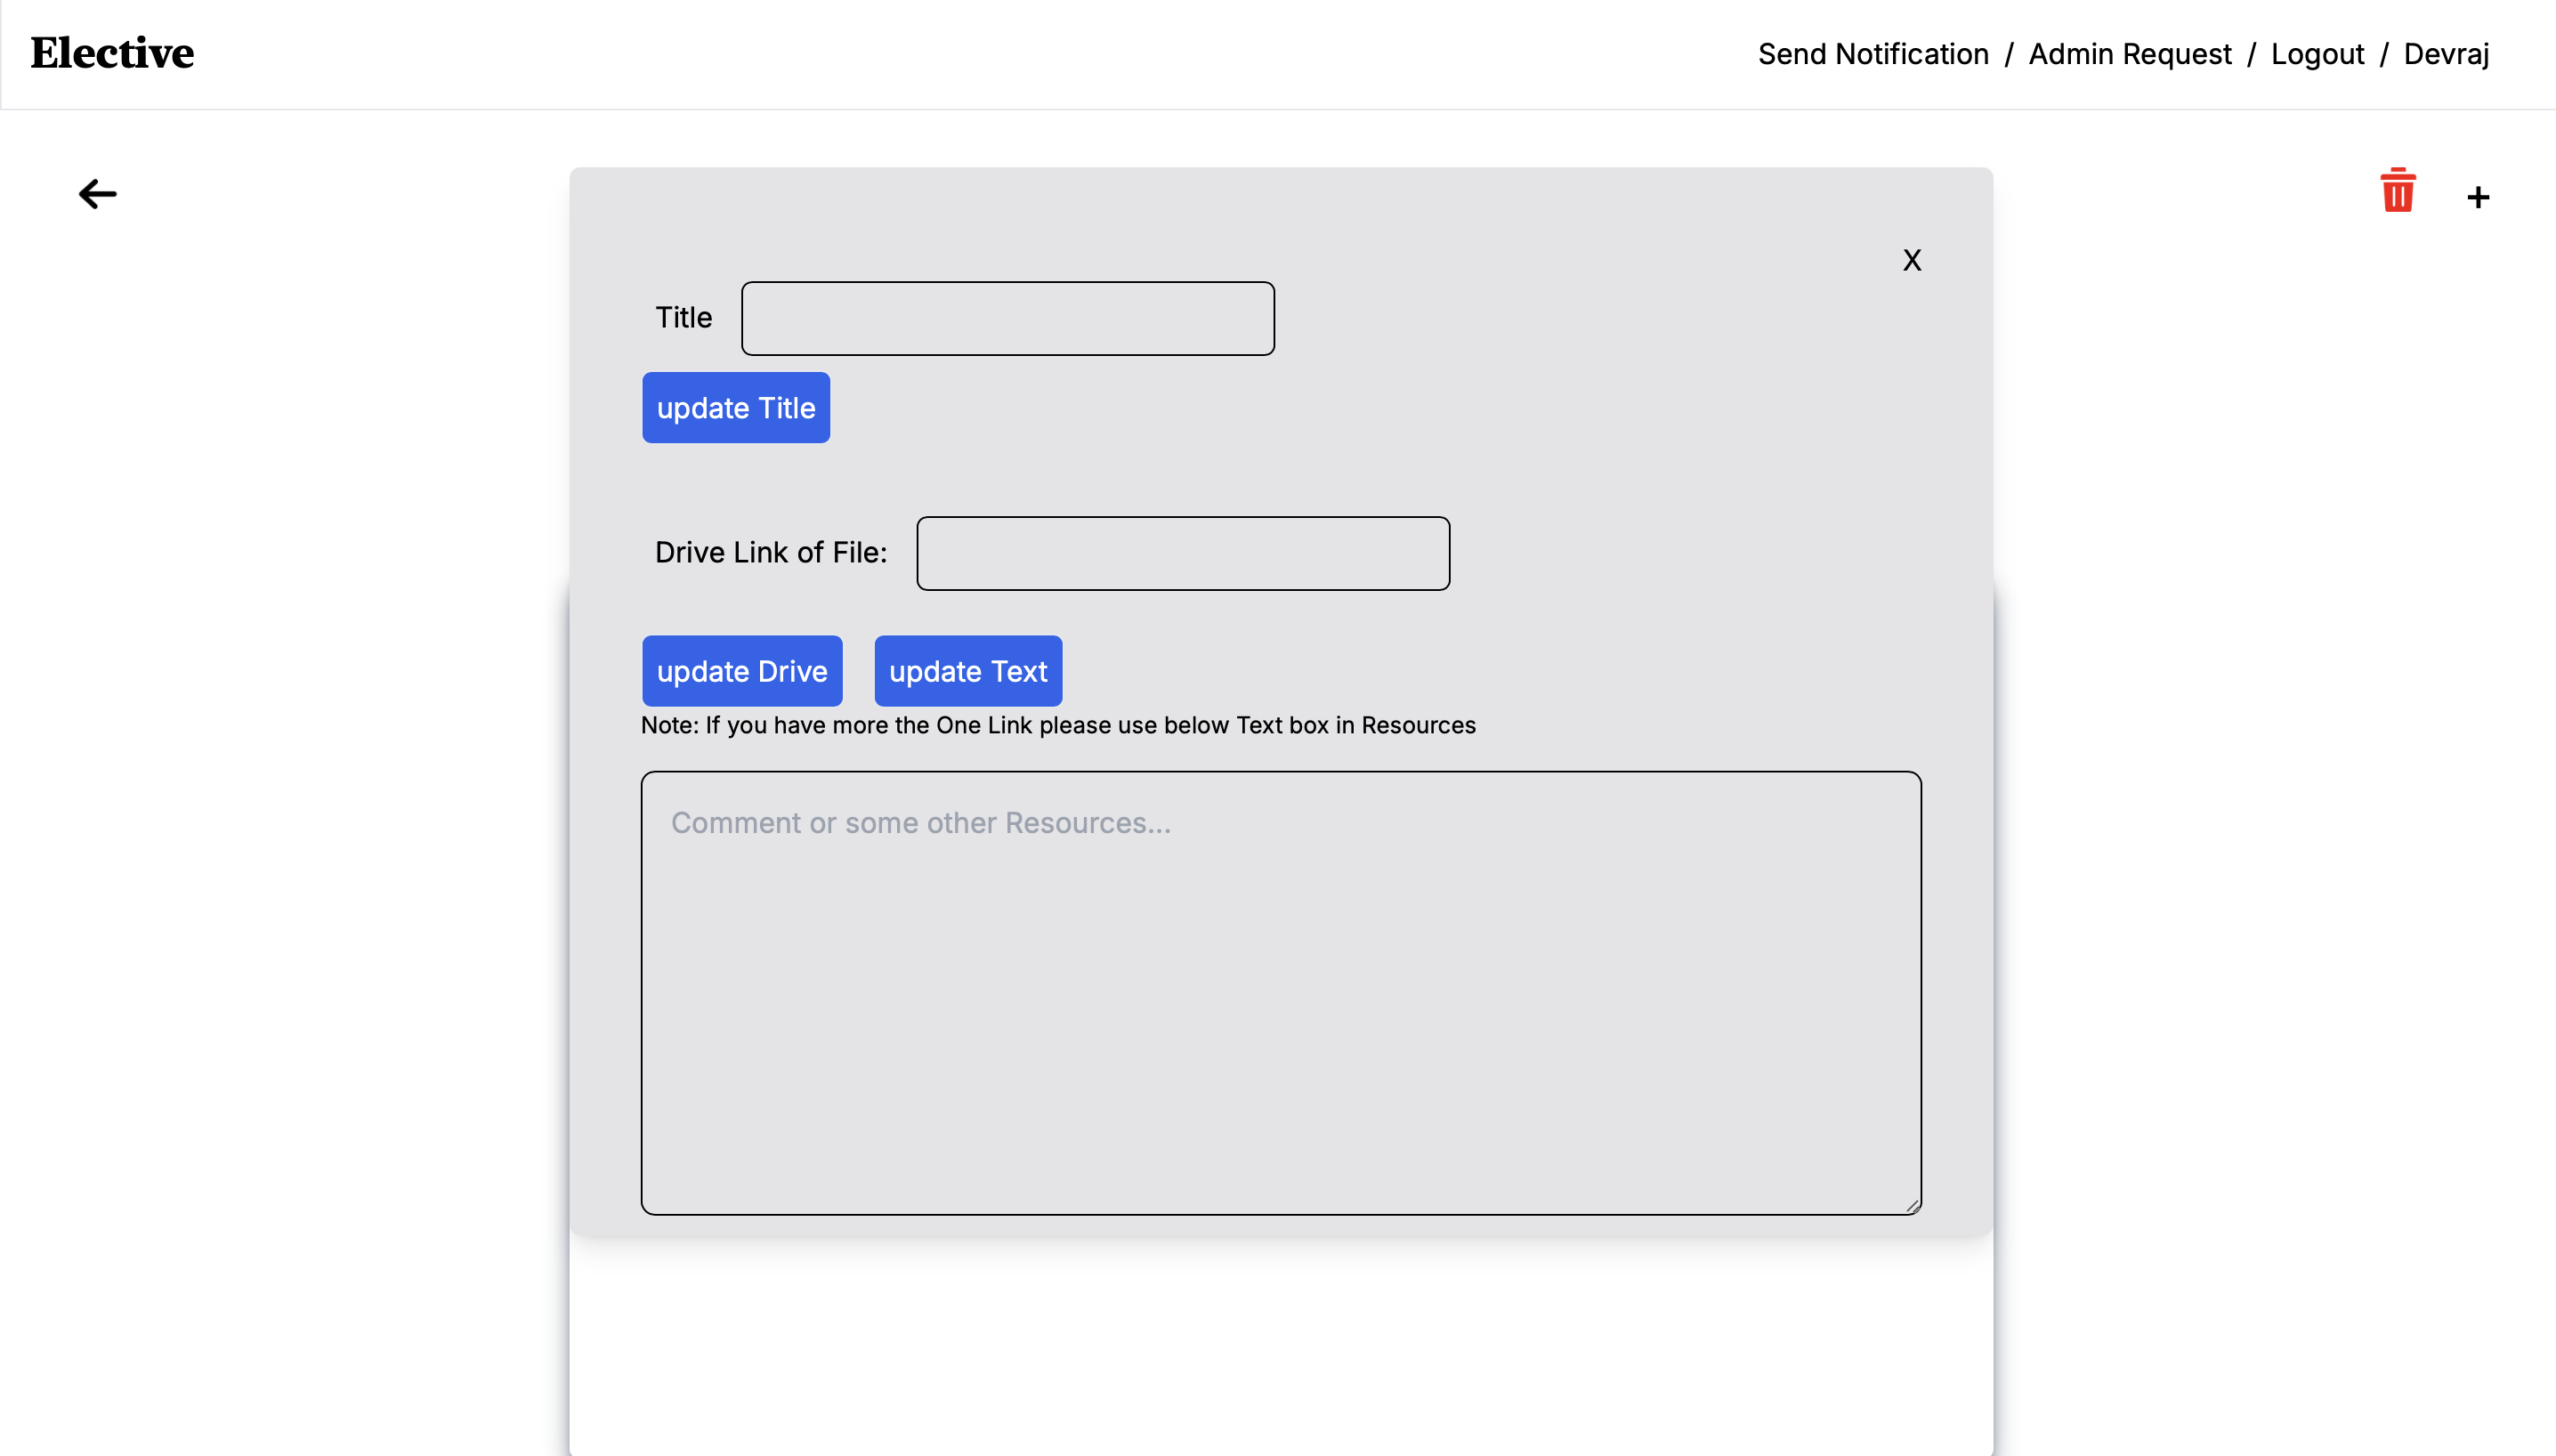 Elective
Send Notification / Admin Request / Logout / Devraj
X
Title
update Title
Drive Link of File:
update Drive
update Text
Note: If you have more the One Link please use below Text box in Resources
Comment or some other Resources...